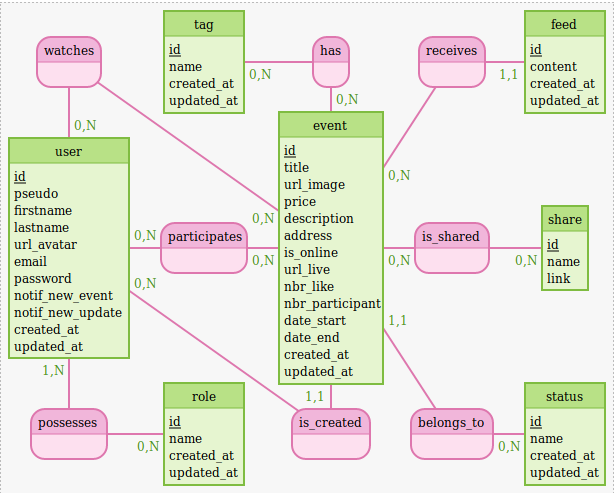 watches
tag
id
name
created_at
updated_at
has
receives
feed
id
content
created_at
updated_at
0,N
0,N
1,1
0,N
user
id
pseudo
firstname
lastname
url_avatar
email
password
notif_new_event
notif_new_update
created_at
updated_at
0,N
participates
0,N
0,N
0,N
event
id
title
url_image
price
description
address
is_online
url_live
nbr_like
nbr_participant
date_start
date_end
created_at
updated_at
0,N
0,N
is_shared
0,N
share
id
name
link
1,1
1,N
1,1
possesses
0,N
role
id
name
created_at
updated_at
is_created
belongs_to
0,N
status
id
name
created_at
updated_at